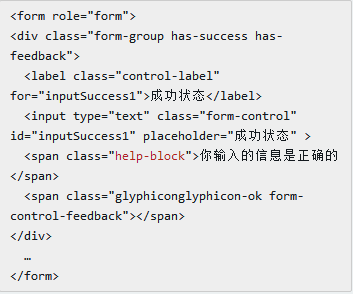 <form role="form">
<div class="form-group has-success has-
feedback">
  <label class="control-label"
for="inputSuccess1">成功状态</label>
  <input type="text" class="form-control"
id="inputSuccess1" placeholder="成功状态" >
  <span class="help-block">你输入的信息是正确的
</span>
  <span class="glyphiconglyphicon-ok form-
control-feedback"></span>
</div>
  …
</form>